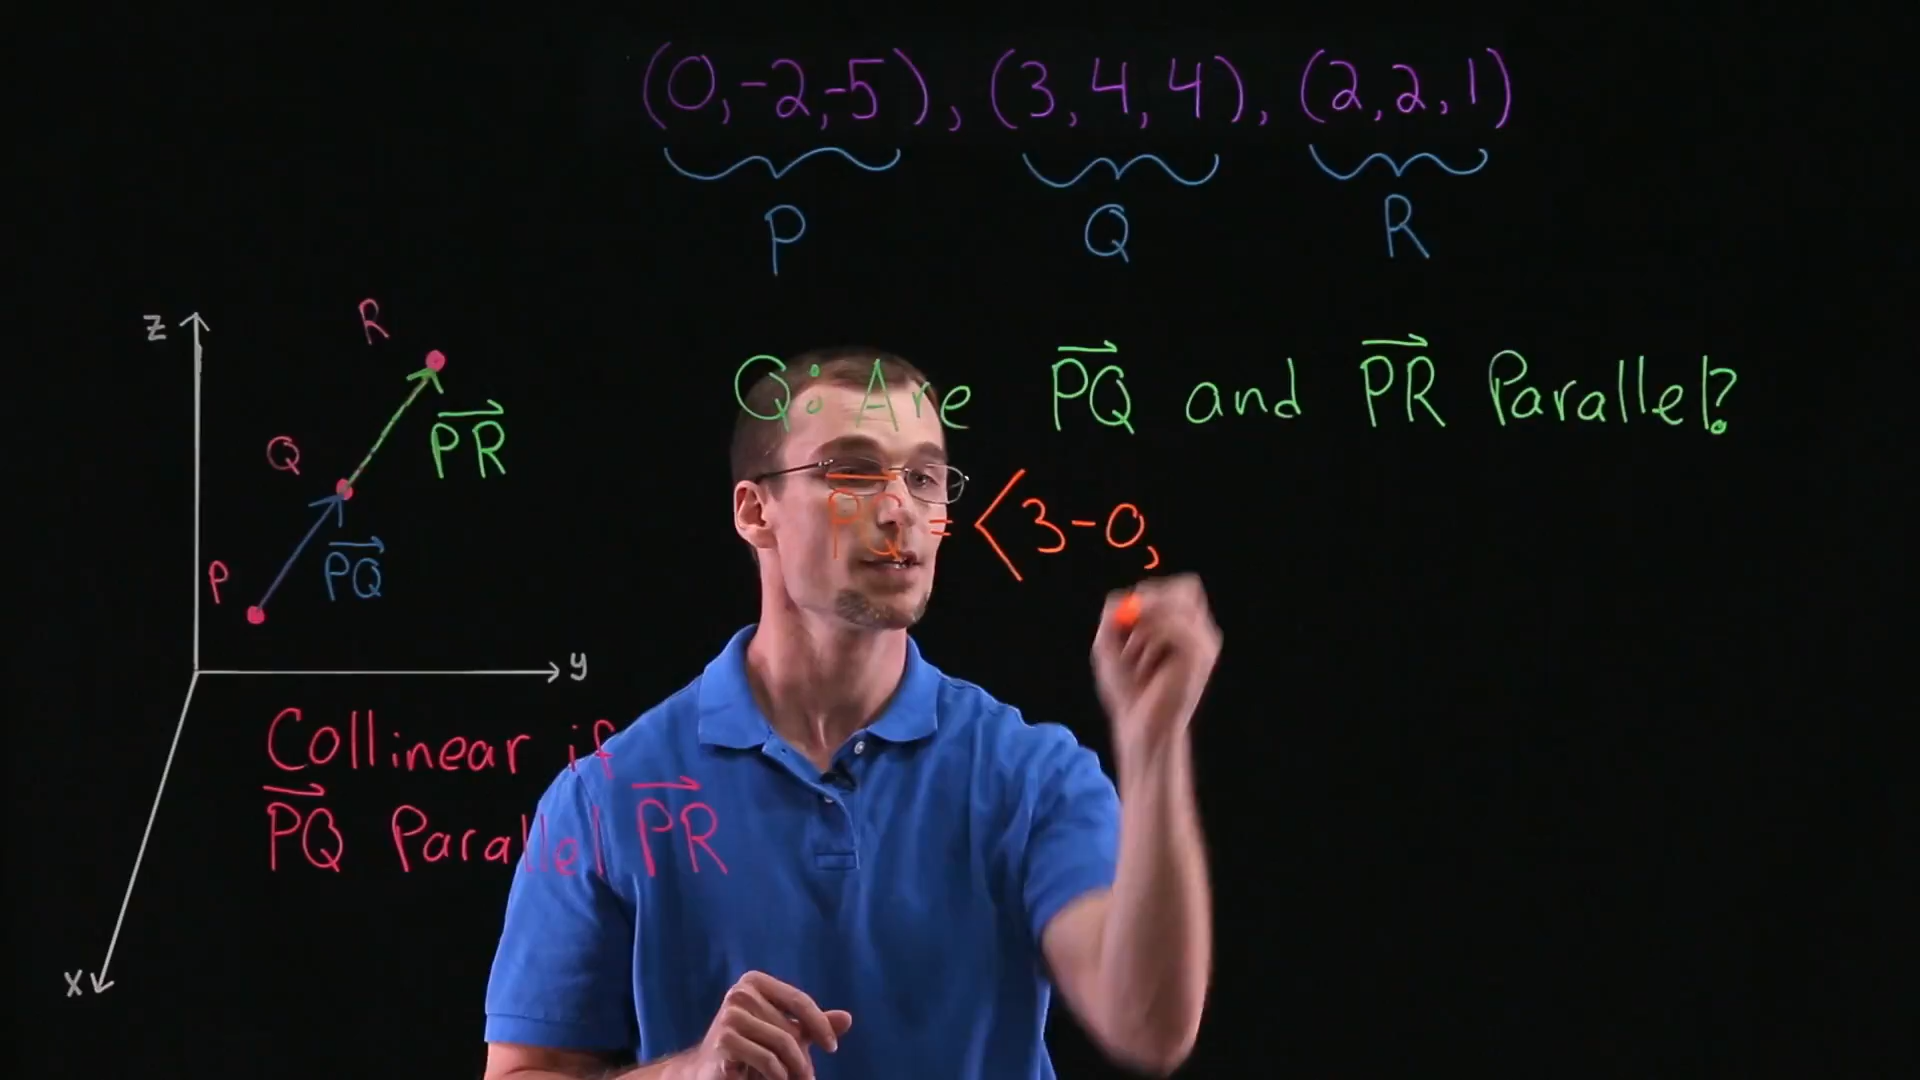 (0,-2,-5), (3,4,4), (2,2,1)
P Q R
Z
R
PR
Q
P
PQ
y
x
Collinear if
PQ Parallel PR
Q: Are PQ and PR Parallel?
PQ = <3-0,